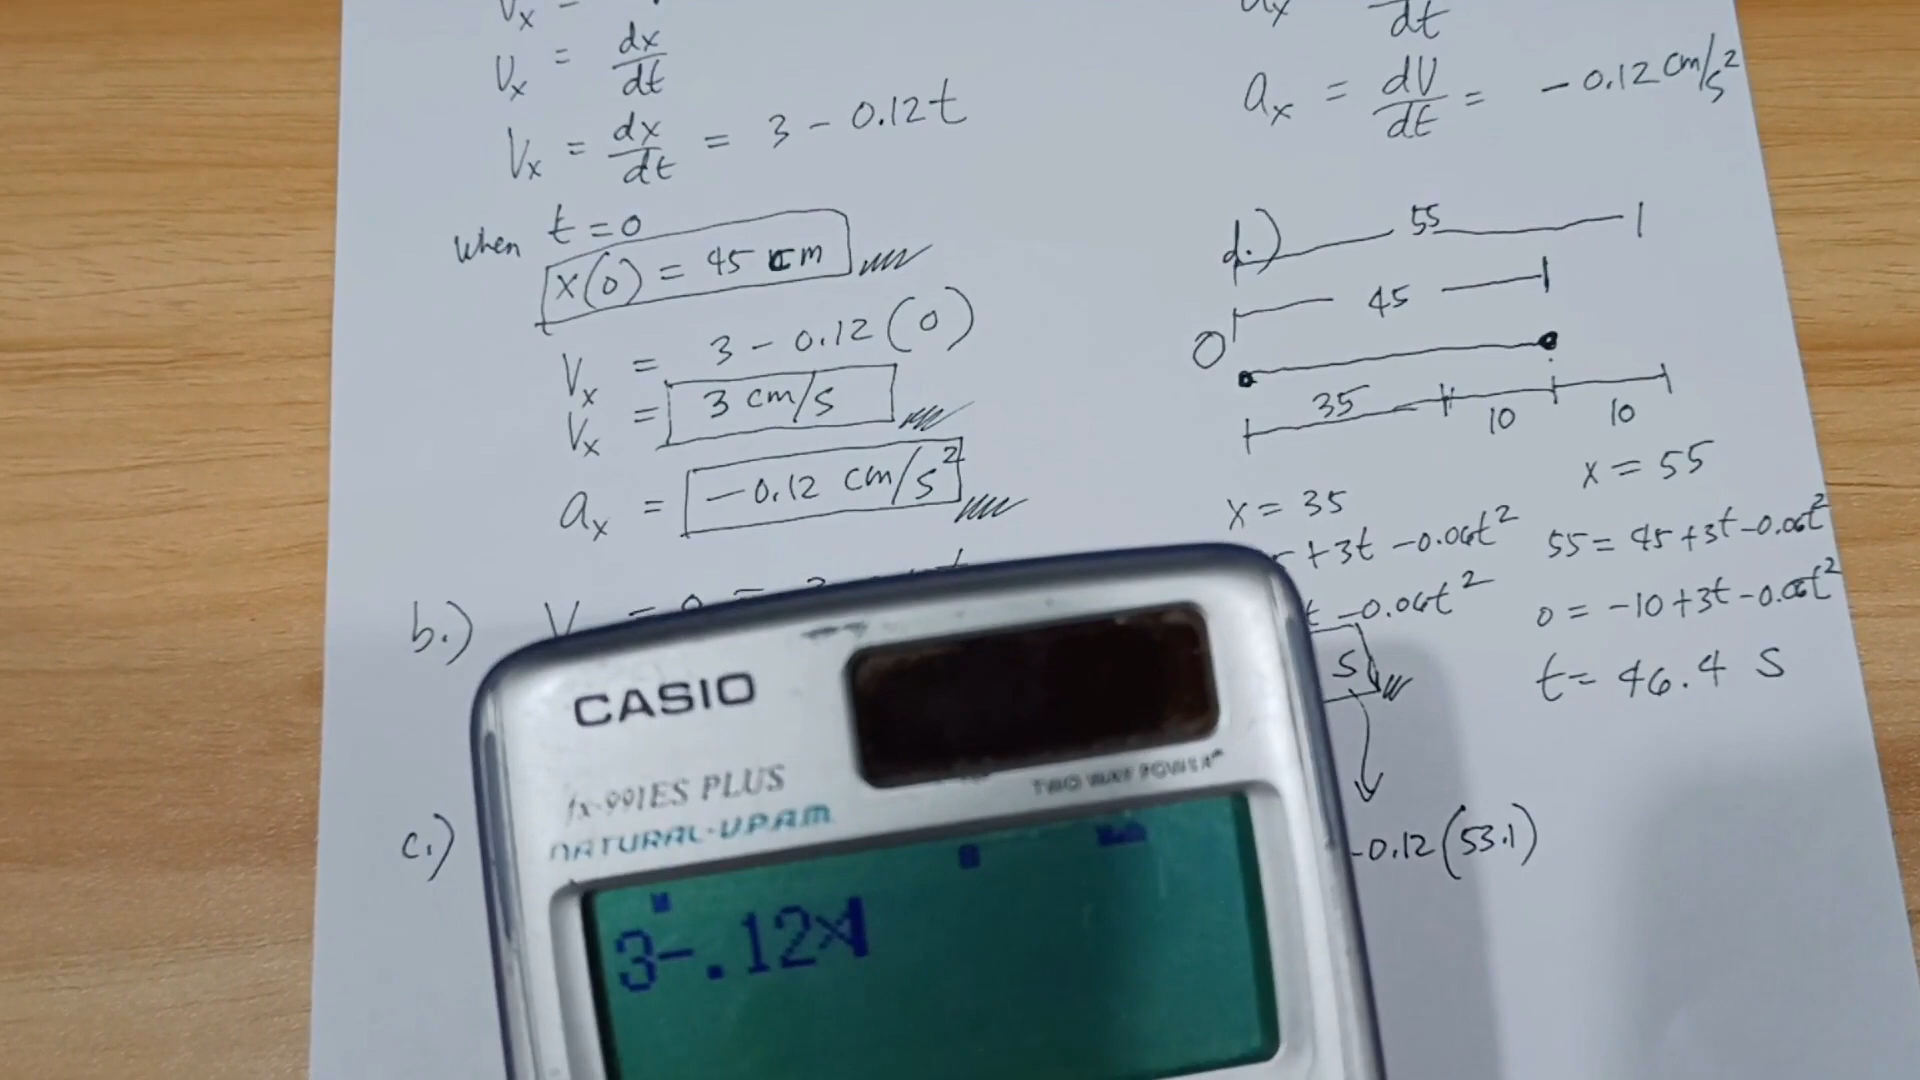 Vx =
Vx = dx/dt
Vx = dx/dt = 3 - 0.12t
When t = 0
x(0) = 45 cm
Vx = 3 - 0.12(0)
Vx = 3 cm/s
ax = -0.12 cm/s²
b.)
c.)
ax dt
ax = dV/dt = -0.12 cm/s²
d.) 55
45
0
35 10 10
x = 35
+3t -0.06t²
t -0.06t²
s
-0.12(53.1)
x = 55
55 = 45 +3t -0.06t²
0 = -10 +3t -0.06t²
t = 46.4 s
CASIO
fx-991ES PLUS
NATURAL-V.P.A.M.
TWO WAY POWER
3-.12×